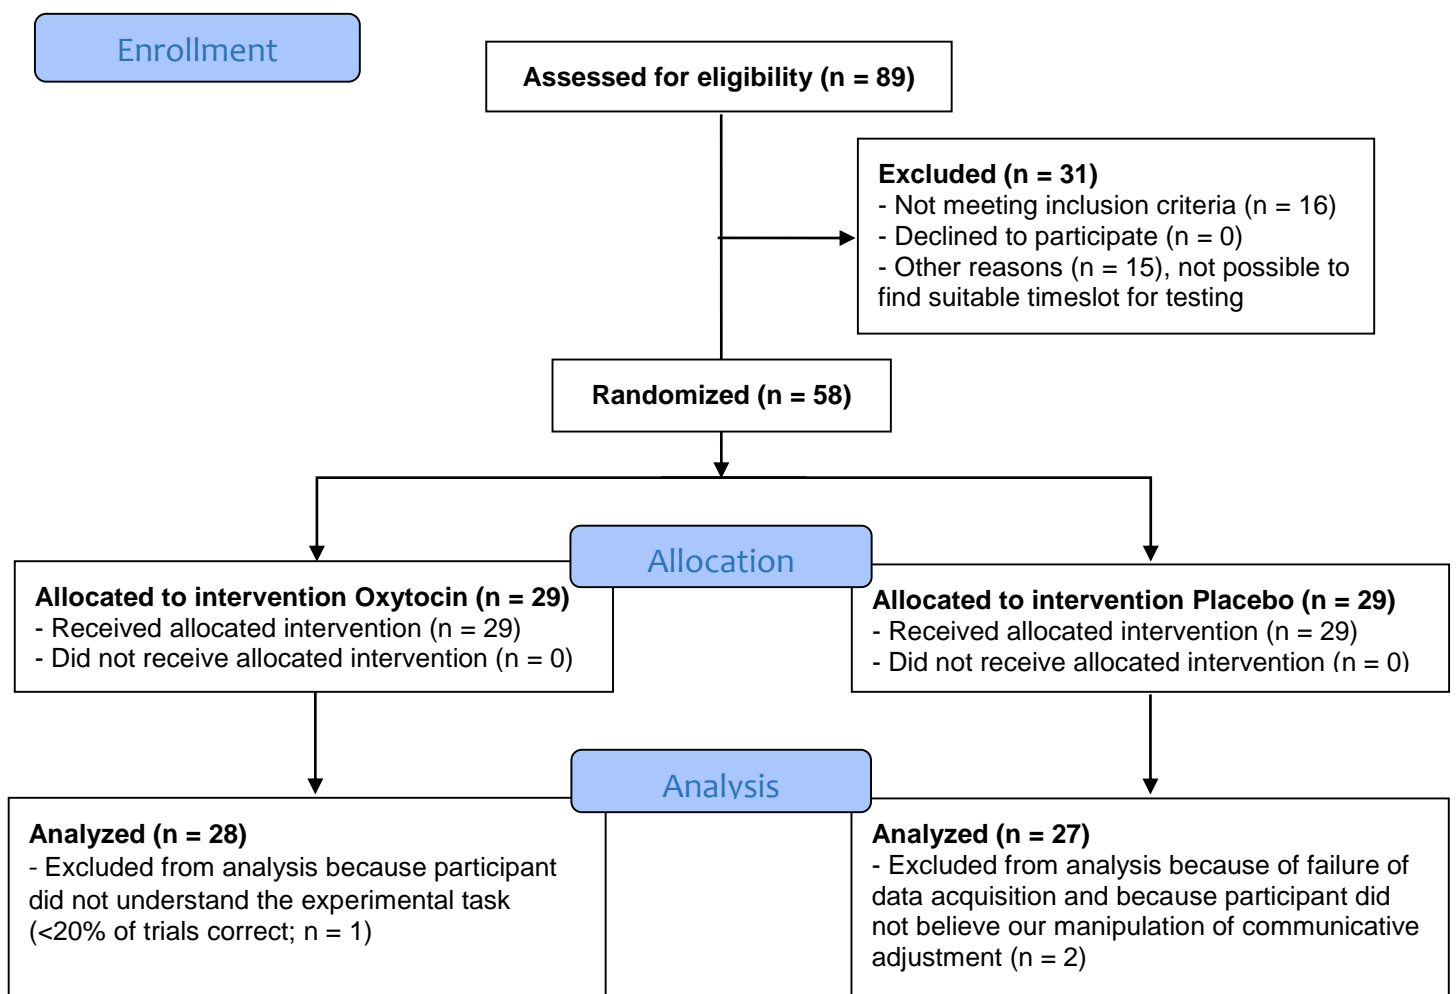 Enrollment
Assessed for eligibility (n = 89)
Excluded (n = 31)
- Not meeting inclusion criteria (n = 16)
- Declined to participate (n = 0)
- Other reasons (n = 15), not possible to
find suitable timeslot for testing
Randomized (n = 58)
Allocation
Allocated to intervention Oxytocin (n = 29)
- Received allocated intervention (n = 29)
- Did not receive allocated intervention (n = 0)
Allocated to intervention Placebo (n = 29)
- Received allocated intervention (n = 29)
- Did not receive allocated intervention (n = 0)
Analysis
Analyzed (n = 28)
- Excluded from analysis because participant
did not understand the experimental task
(<20% of trials correct; n = 1)
Analyzed (n = 27)
- Excluded from analysis because of failure of
data acquisition and because participant did
not believe our manipulation of communicative
adjustment (n = 2)